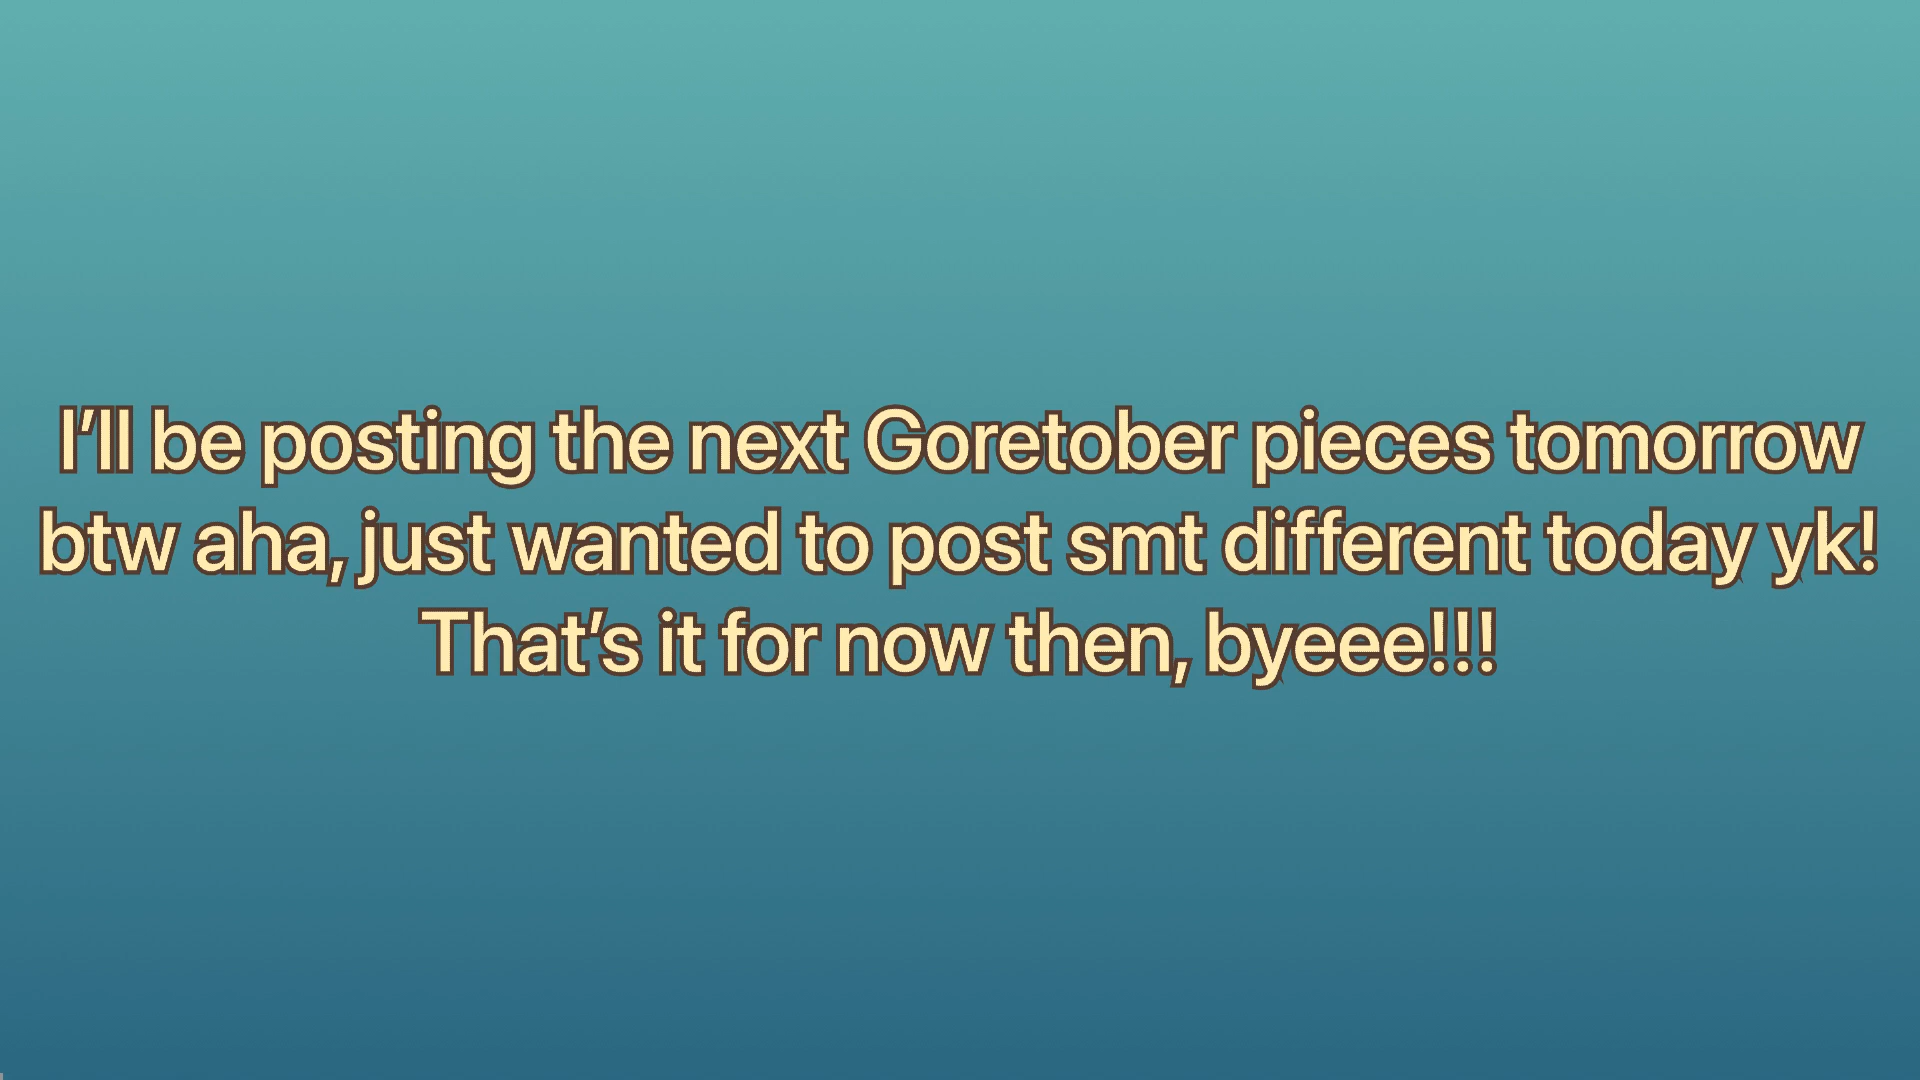 I’ll be posting the next Goretober pieces tomorrow
btw aha, just wanted to post smt different today yk!
That’s it for now then, byeee!!!